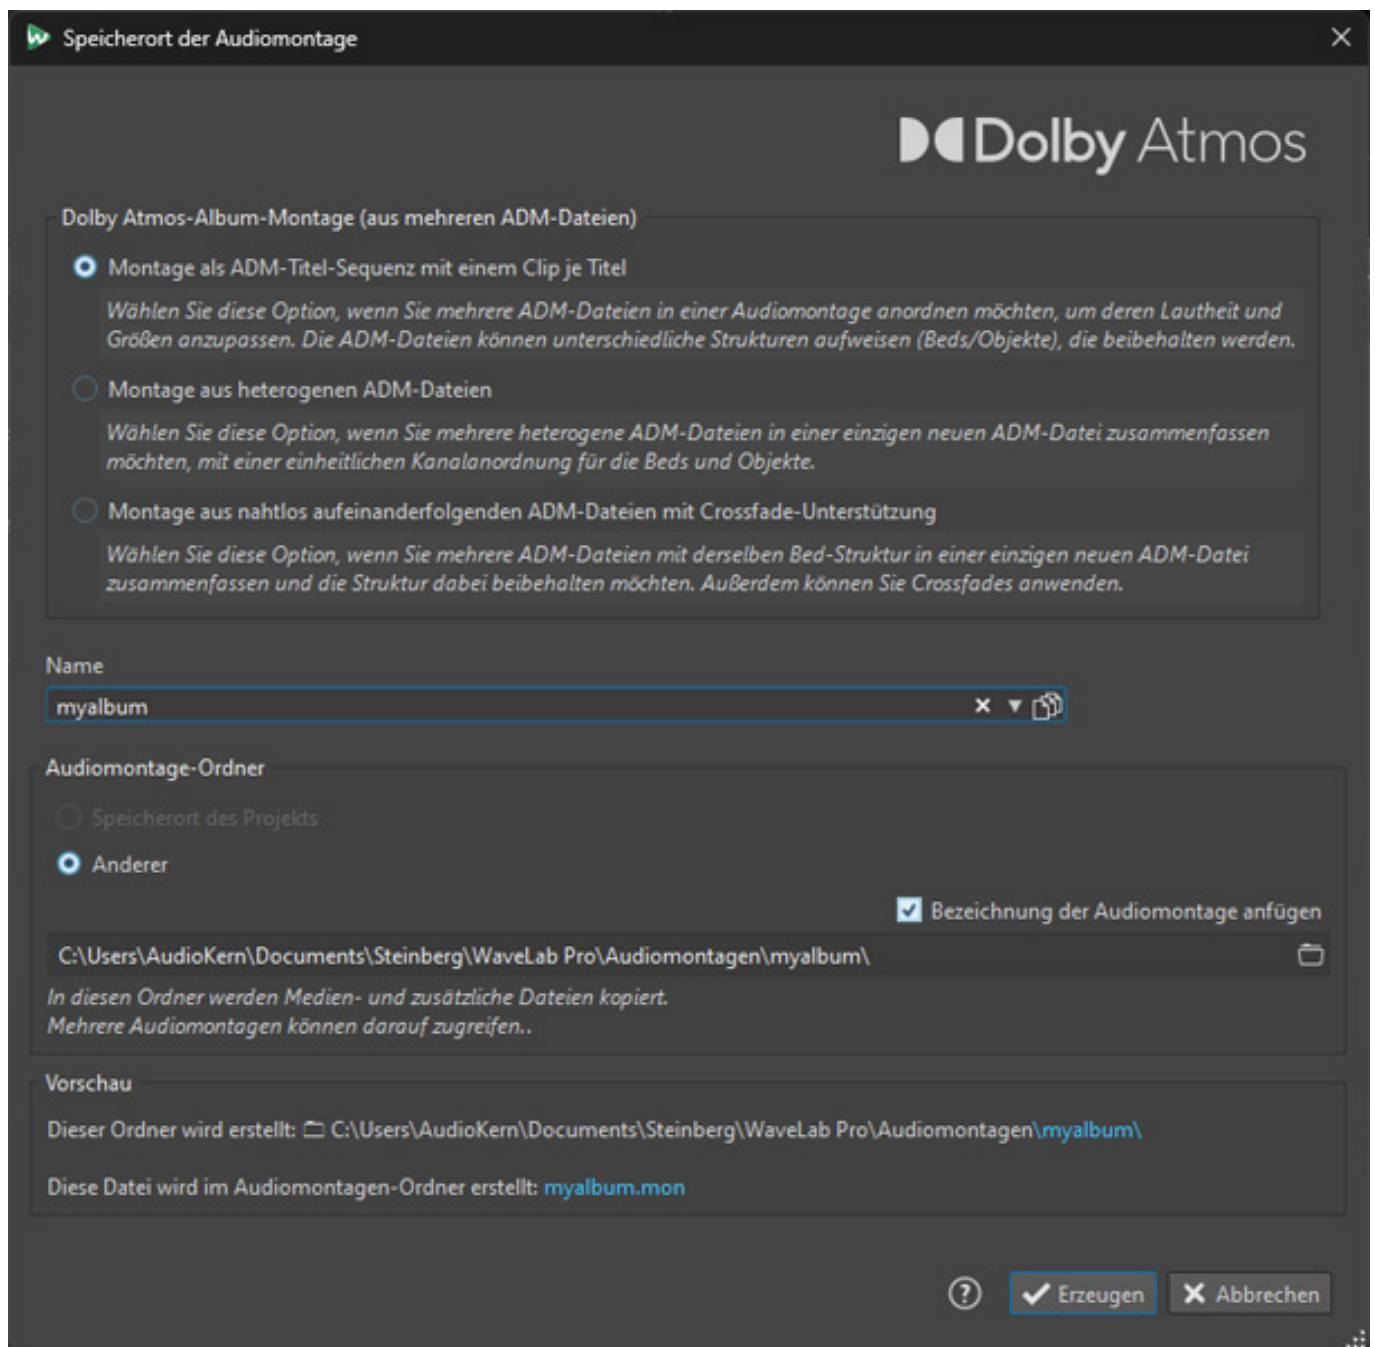 Speicherort der Audiomontage
Dolby Atmos
Dolby Atmos-Album-Montage (aus mehreren ADM-Dateien)
Montage als ADM-Titel-Sequenz mit einem Clip je Titel
Wählen Sie diese Option, wenn Sie mehrere ADM-Dateien in einer Audiomontage anordnen möchten, um deren Lautheit und
Größen anzupassen. Die ADM-Dateien können unterschiedliche Strukturen aufweisen (Beds/Objekte), die beibehalten werden.
Montage aus heterogenen ADM-Dateien
Wählen Sie diese Option, wenn Sie mehrere heterogene ADM-Dateien in einer einzigen neuen ADM-Datei zusammenfassen
möchten, mit einer einheitlichen Kanalanordnung für die Beds und Objekte.
Montage aus nahtlos aufeinanderfolgenden ADM-Dateien mit Crossfade-Unterstützung
Wählen Sie diese Option, wenn Sie mehrere ADM-Dateien mit derselben Bed-Struktur in einer einzigen neuen ADM-Datei
zusammenfassen und die Struktur dabei beibehalten möchten. Außerdem können Sie Crossfades anwenden.
Name
myalbum
Audiomontage-Ordner
Speicherort des Projekts
Anderer
Bezeichnung der Audiomontage anfügen
C:\Users\AudioKern\Documents\Steinberg\WaveLab Pro\Audiomontagen\myalbum\
In diesen Ordner werden Medien- und zusätzliche Dateien kopiert.
Mehrere Audiomontagen können darauf zugreifen..
Vorschau
Dieser Ordner wird erstellt: C:\Users\AudioKern\Documents\Steinberg\WaveLab Pro\Audiomontagen\myalbum\
Diese Datei wird im Audiomontagen-Ordner erstellt: myalbum.mon
? Erzeugen Abbrechen